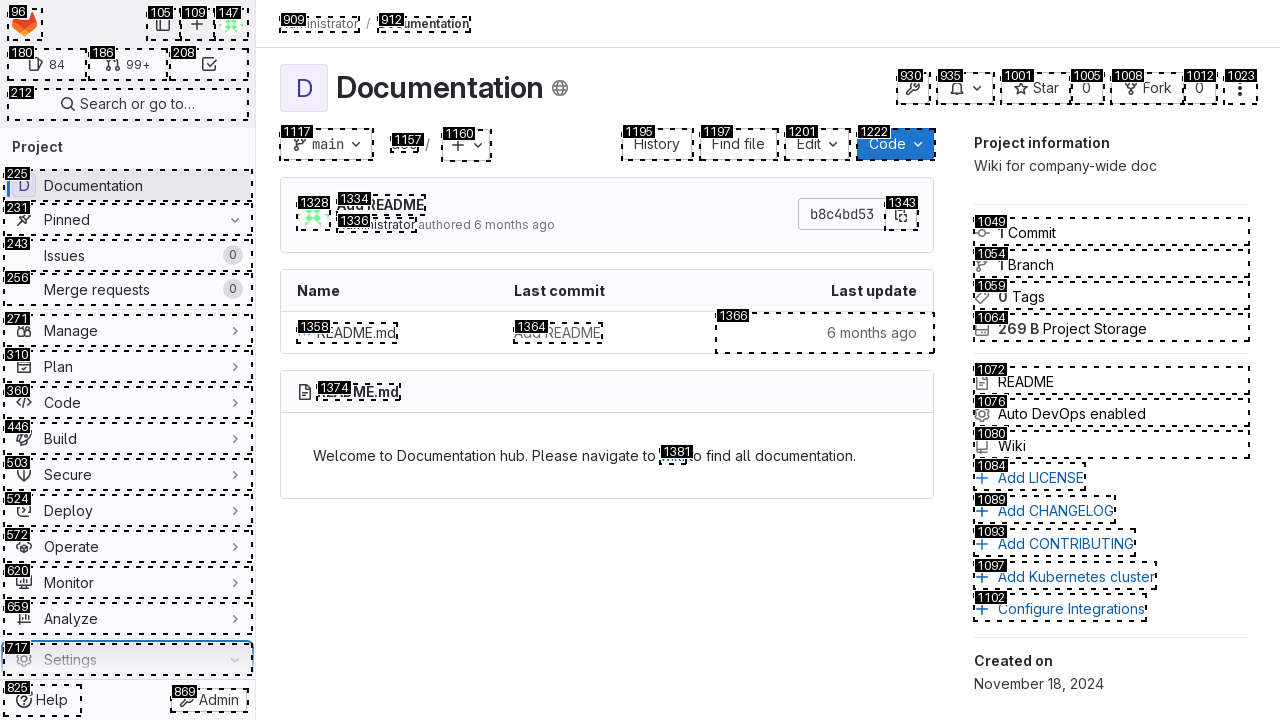 96
105
109
147
180
84
186
99+
208
212
Search or go to…
Project
225
D
Documentation
231
Pinned
243
Issues
0
256
Merge requests
0
271
Manage
310
Plan
360
Code
446
Build
503
Secure
524
Deploy
572
Operate
620
Monitor
659
Analyze
717
Settings
825
Help
869
Admin
909
Administrator
/
912
Documentation
D
Documentation
930
935
1001
Star
1005
0
1008
Fork
1012
0
1023
1117
main
1157
doc
/
1160
1195
History
1197
Find file
1201
Edit
1222
Code
1328
1334
Add README
1336
Administrator authored 6 months ago
b8c4bd53
1343
Name
Last commit
Last update
1358
README.md
1364
Add README
1366
6 months ago
1374
README.md
Welcome to Documentation hub. Please navigate to wiki to find all documentation.
1381
Project information
Wiki for company-wide doc
1049
1 Commit
1054
1 Branch
1059
0 Tags
1064
269 B Project Storage
1072
README
1076
Auto DevOps enabled
1080
Wiki
1084
Add LICENSE
1089
Add CHANGELOG
1093
Add CONTRIBUTING
1097
Add Kubernetes cluster
1102
Configure Integrations
Created on
November 18, 2024